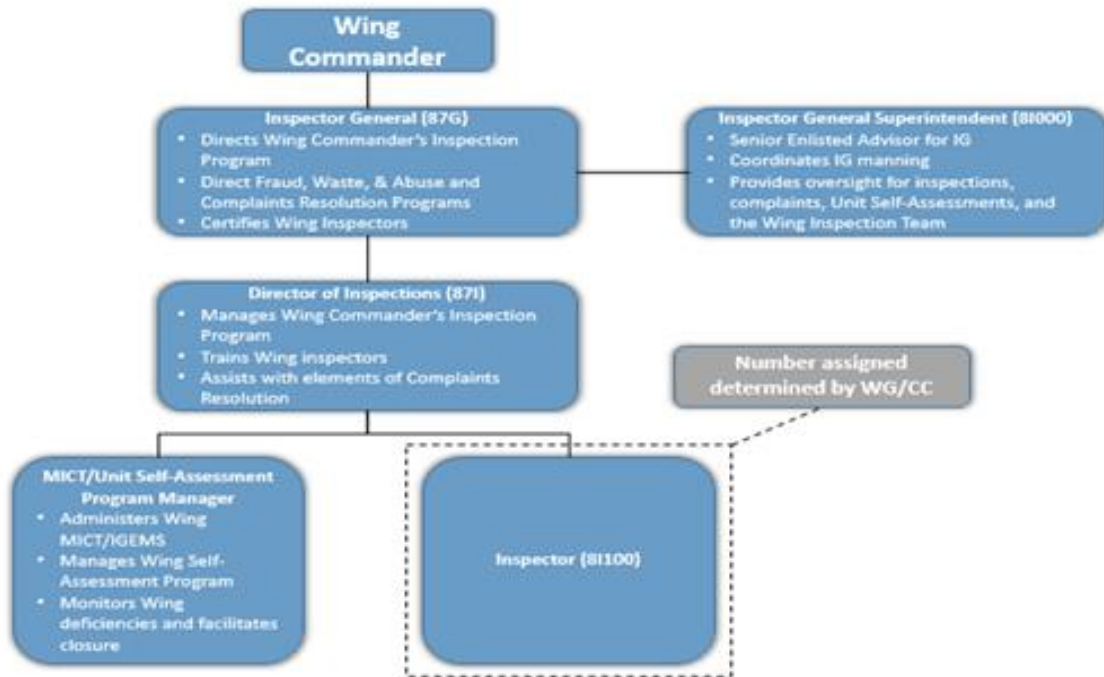 Wing
Commander
Inspector General (87G)
• Directs Wing Commander's Inspection
Program
• Direct Fraud, Waste, & Abuse and
Complaints Resolution Programs
• Certifies Wing Inspectors
Inspector General Superintendent (8I000)
• Senior Enlisted Advisor for IG
• Coordinates IG manning
• Provides oversight for inspections,
complaints, Unit Self-Assessments, and
the Wing Inspection Team
Director of Inspections (87I)
• Manages Wing Commander's Inspection
Program
• Trains Wing inspectors
• Assists with elements of Complaints
Resolution
Number assigned
determined by WG/CC
MICT/Unit Self-Assessment
Program Manager
• Administers Wing
MICT/IGEMS
• Manages Wing Self-
Assessment Program
• Monitors Wing
deficiencies and facilitates
closure
Inspector (8I100)